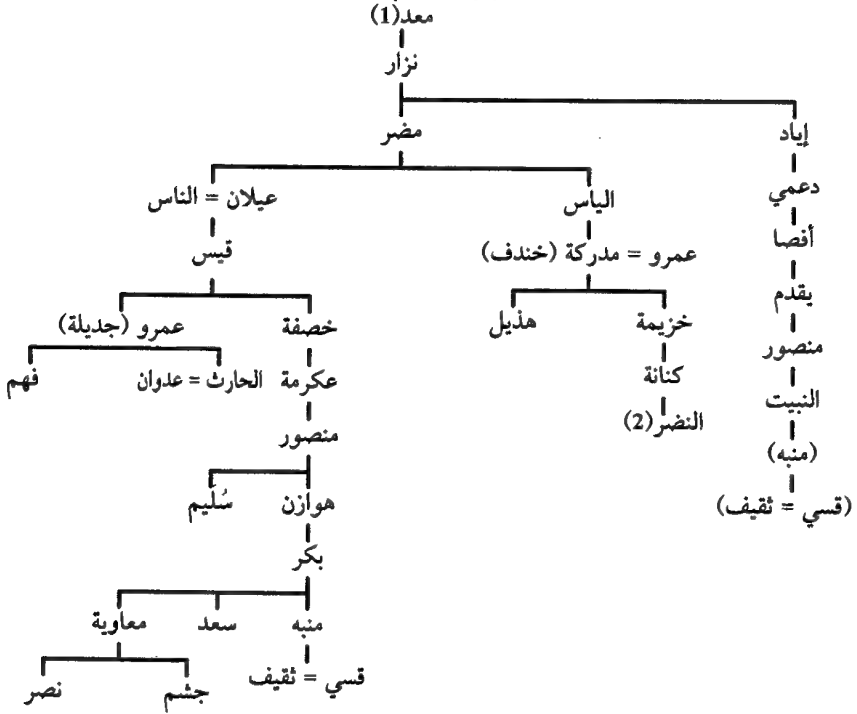 معد(1)
نزار
إياد
مضر
دعمي
الياس
عيلان = الناس
أفصا
عمرو = مدركة (خندف)
قيس
يقدم
خزيمة
هذيل
خصفة
عمرو (جديلة)
منصور
كنانة
عكرمة
الحارث = عدوان
فهم
النبيت
النضر(2)
منصور
(منبه)
(قسي = ثقيف)
هوازن
سُليم
بكر
منبه
سعد
معاوية
قسي = ثقيف
جشم
نصر